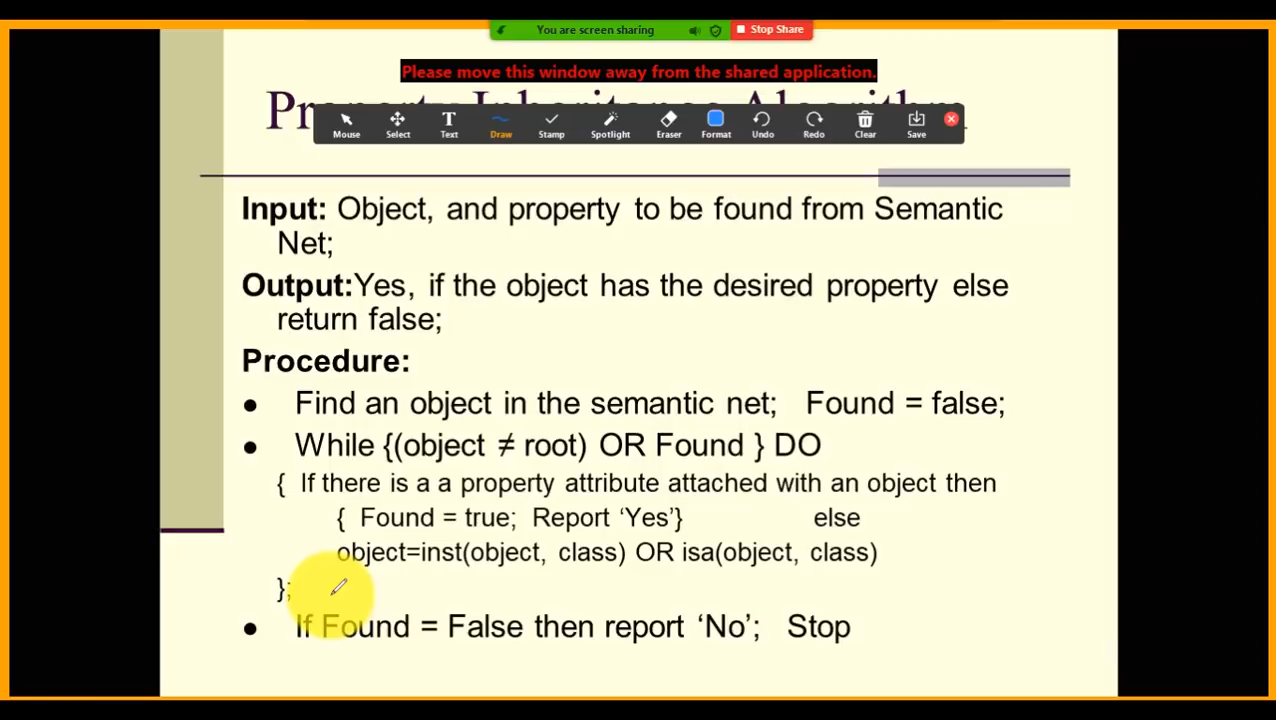 You are screen sharing Stop Share
Please move this window away from the shared application.
Property Inheritance Algorithm
Mouse Select Text Draw Stamp Spotlight Eraser Format Undo Redo Clear Save
Input: Object, and property to be found from Semantic
Net;
Output:Yes, if the object has the desired property else
return false;
Procedure:
● Find an object in the semantic net; Found = false;
● While {(object ≠ root) OR Found } DO
{ If there is a a property attribute attached with an object then
{ Found = true; Report ‘Yes’} else
object=inst(object, class) OR isa(object, class)
};
● If Found = False then report ‘No’; Stop